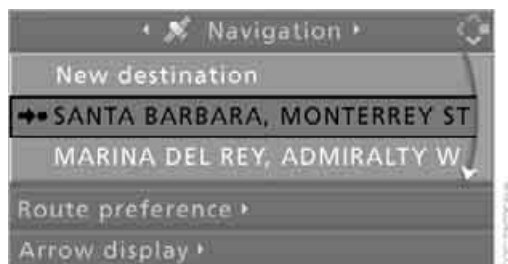 Navigation
New destination
SANTA BARBARA, MONTERREY ST
MARINA DEL REY, ADMIRALTY W
Route preference
Arrow display